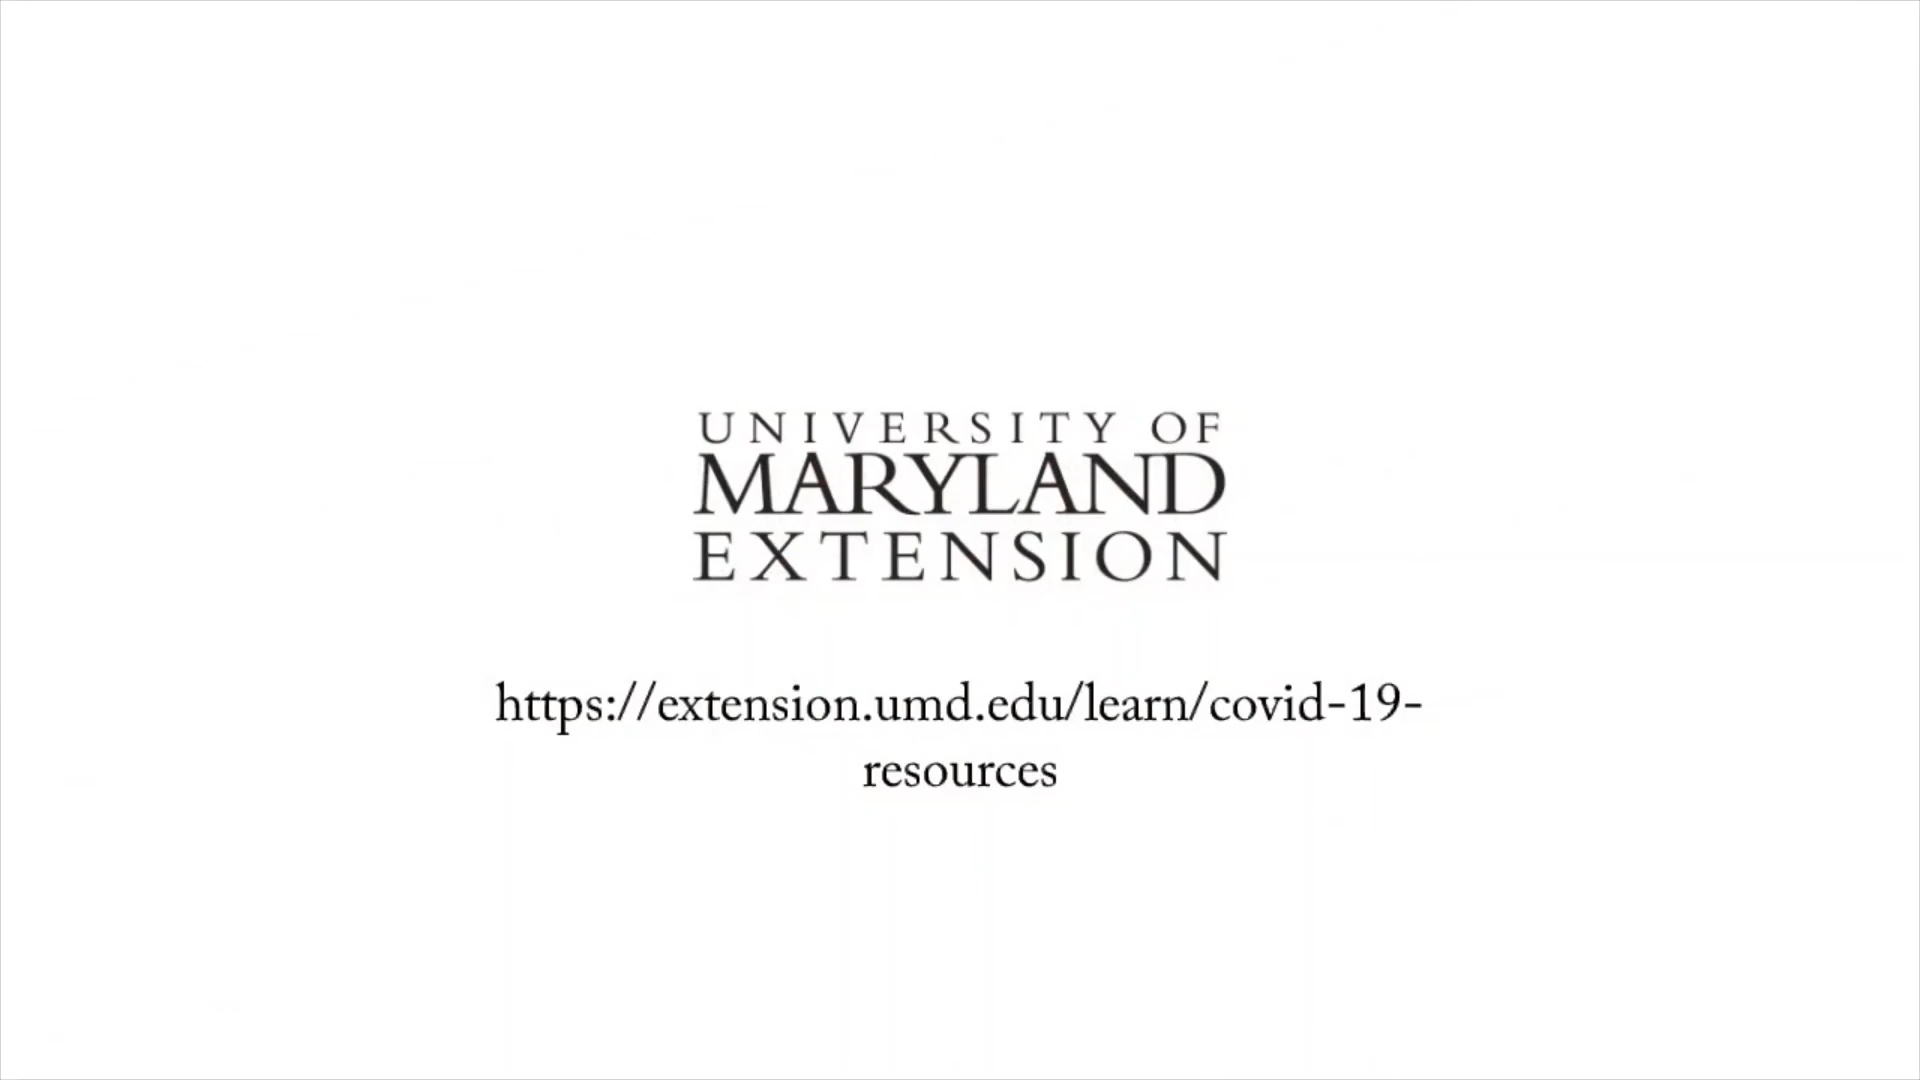 UNIVERSITY OF
MARYLAND
EXTENSION
https://extension.umd.edu/learn/covid-19-
resources